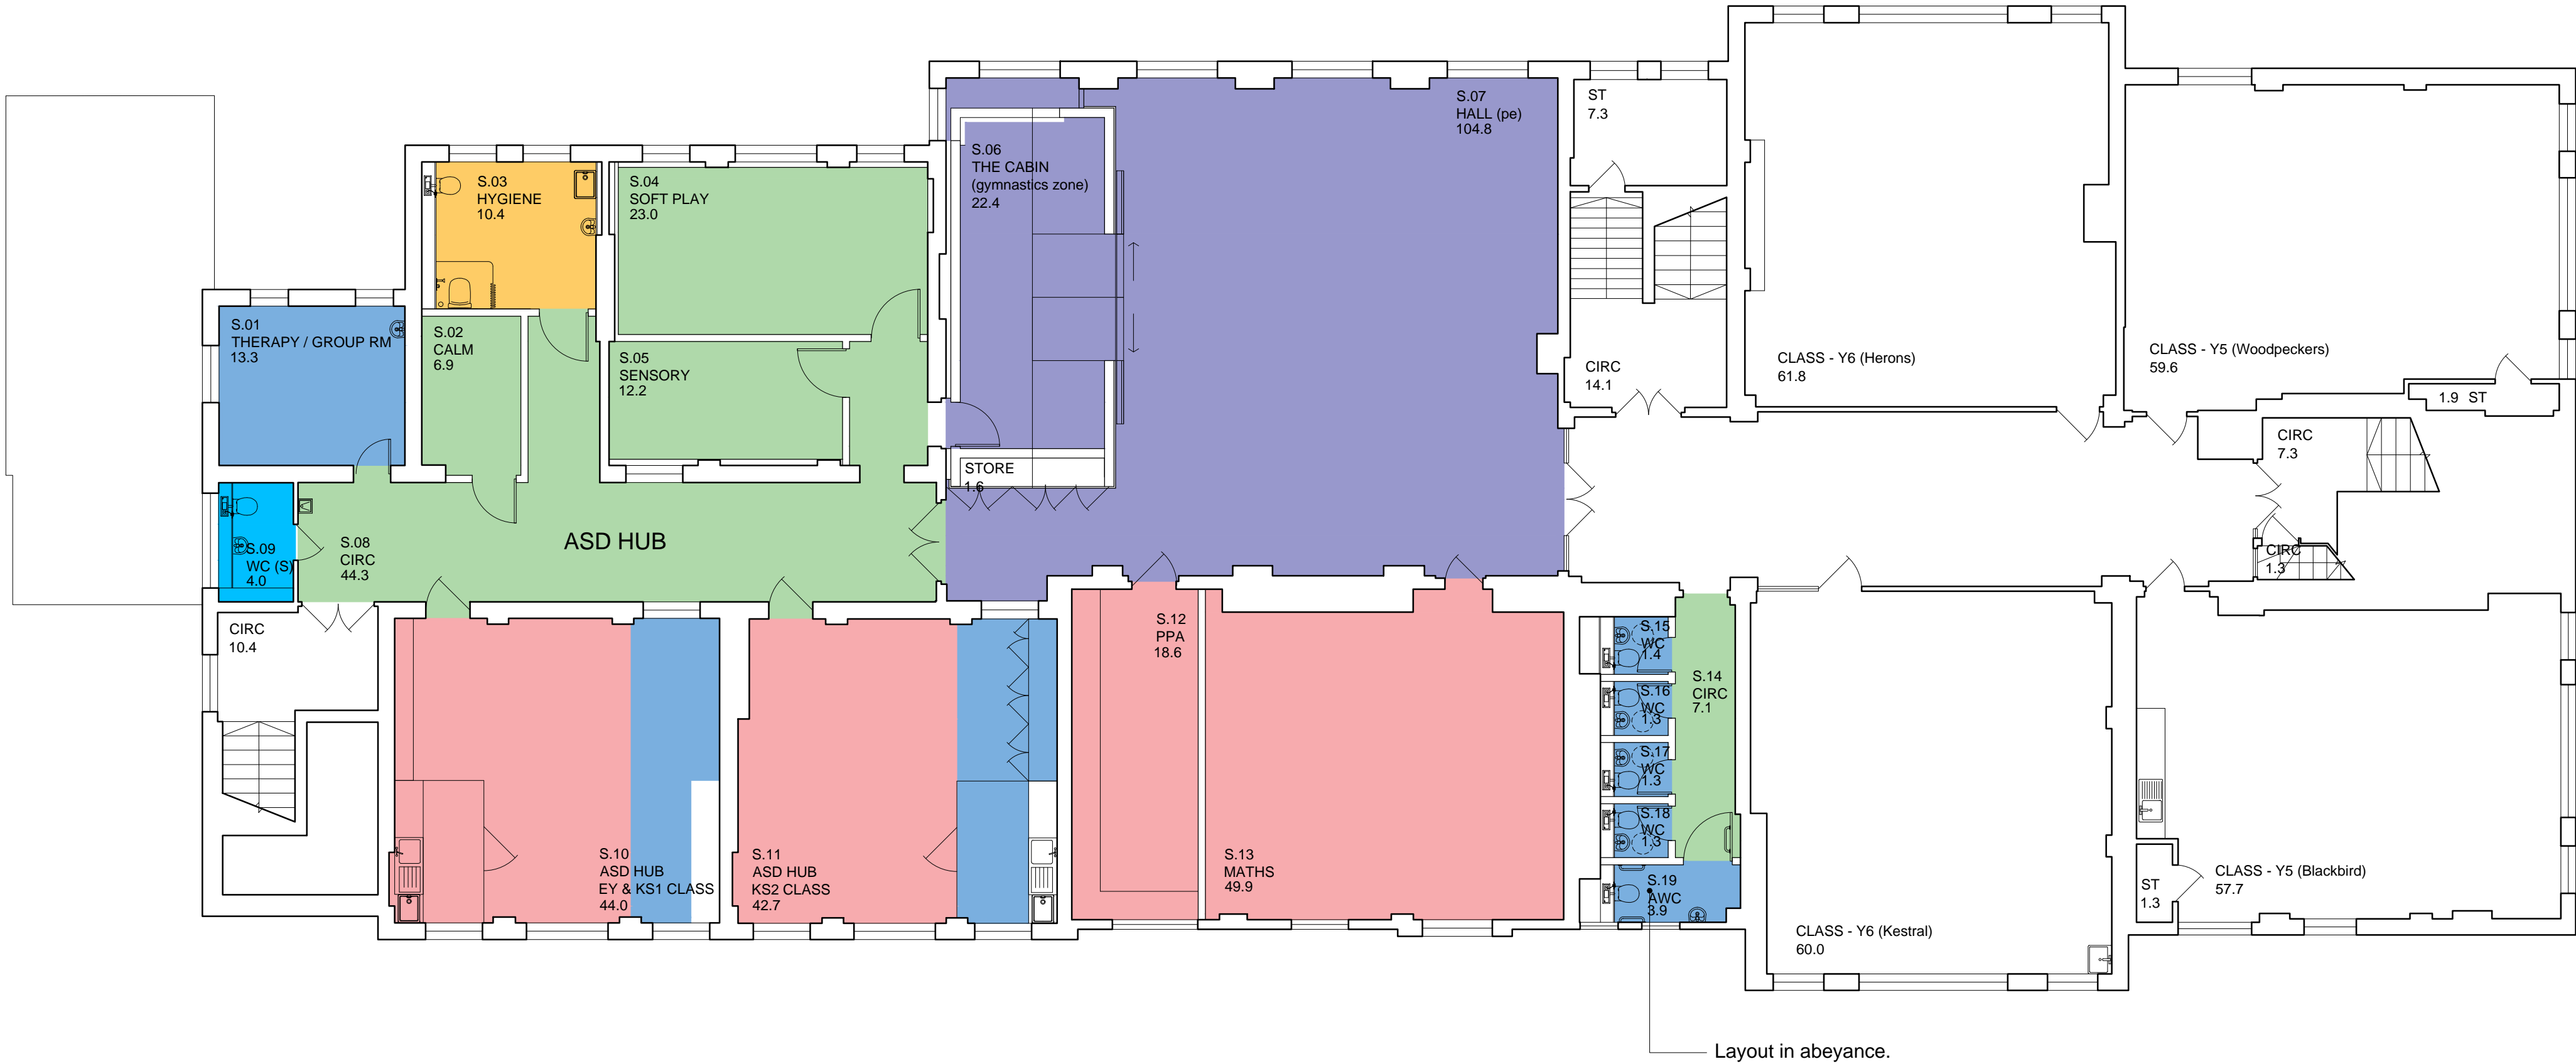 S.07
HALL (pe)
104.8
ST
7.3
S.06
THE CABIN
(gymnastics zone)
22.4
S.03
HYGIENE
10.4
S.04
SOFT PLAY
23.0
S.01
THERAPY / GROUP RM
13.3
S.02
CALM
6.9
S.05
SENSORY
12.2
CIRC
14.1
CLASS - Y6 (Herons)
61.8
CLASS - Y5 (Woodpeckers)
59.6
1.9 ST
CIRC
7.3
STORE
1.6
S.09
WC (S)
4.0
S.08
CIRC
44.3
ASD HUB
CIRC
1.3
CIRC
10.4
S.12
PPA
18.6
S.15
WC
1.4
S.14
CIRC
7.1
S.16
WC
1.3
S.17
WC
1.3
S.18
WC
1.3
S.10
ASD HUB
EY & KS1 CLASS
44.0
S.11
ASD HUB
KS2 CLASS
42.7
S.13
MATHS
49.9
S.19
AWC
3.9
CLASS - Y6 (Kestral)
60.0
ST
1.3
CLASS - Y5 (Blackbird)
57.7
Layout in abeyance.